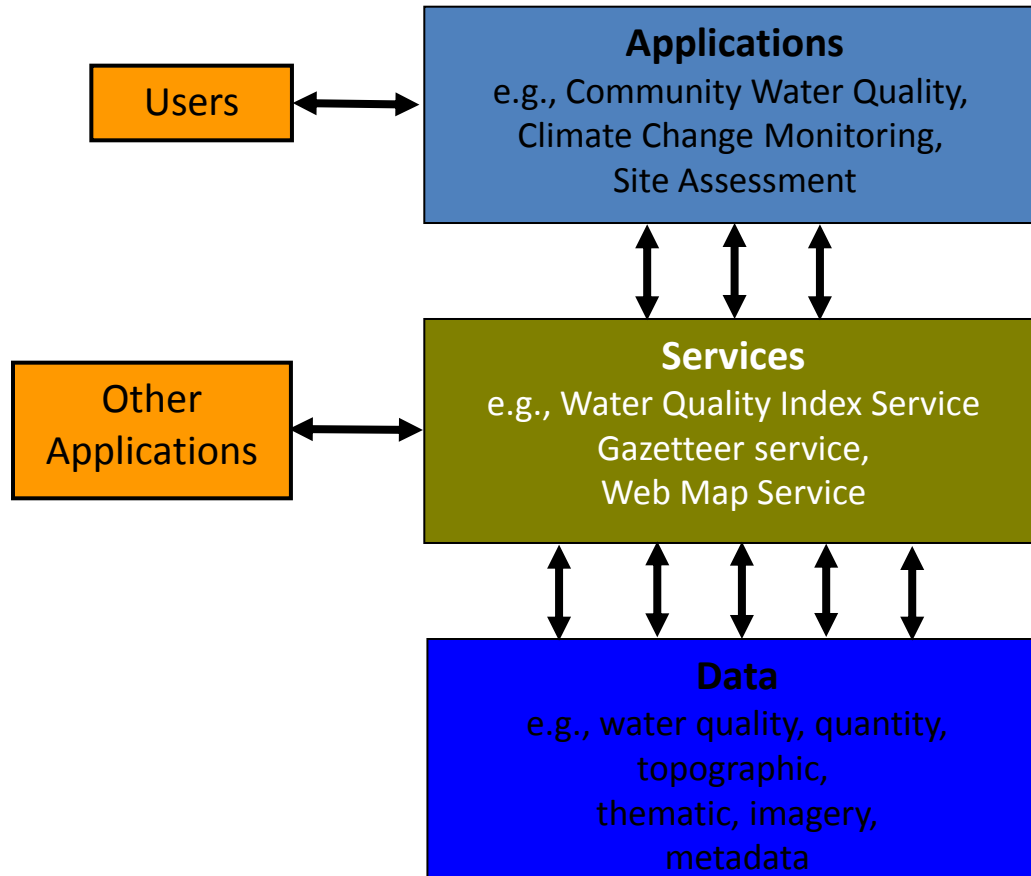 Applications
e.g., Community Water Quality,
Climate Change Monitoring,
Site Assessment
Users
Services
e.g., Water Quality Index Service
Gazetteer service,
Web Map Service
Other
Applications
Data
e.g., water quality, quantity,
topographic,
thematic, imagery,
metadata